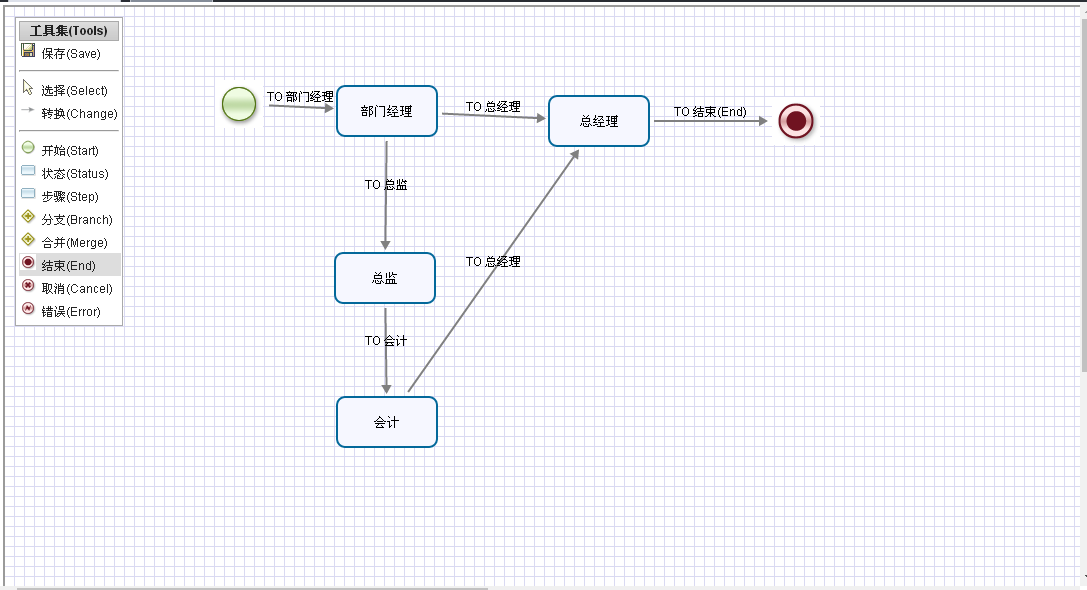 工具集(Tools)
保存(Save)
选择(Select)
转换(Change)
开始(Start)
状态(Status)
步骤(Step)
分支(Branch)
合并(Merge)
结束(End)
取消(Cancel)
错误(Error)
TO 部门经理
部门经理
TO 总经理
总经理
TO 结束(End)
TO 总监
总监
TO 总经理
TO 会计
会计